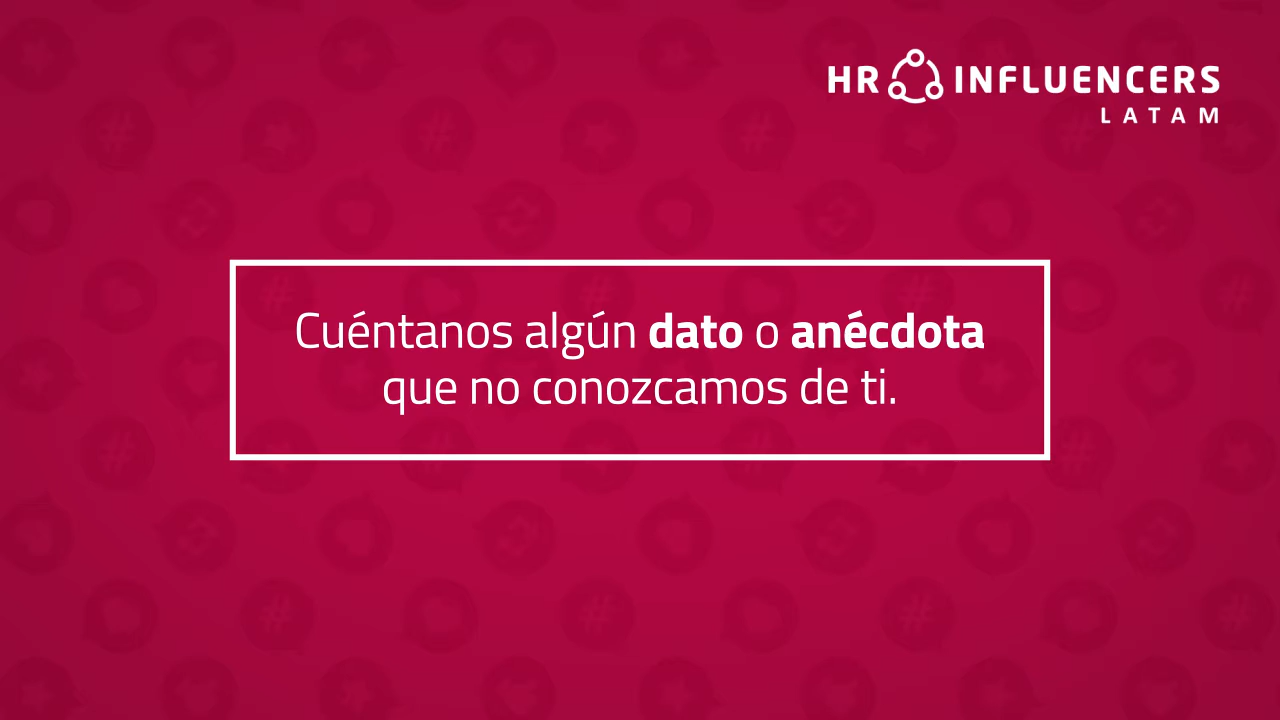 HR INFLUENCERS
LATAM
Cuéntanos algún dato o anécdota
que no conozcamos de ti.